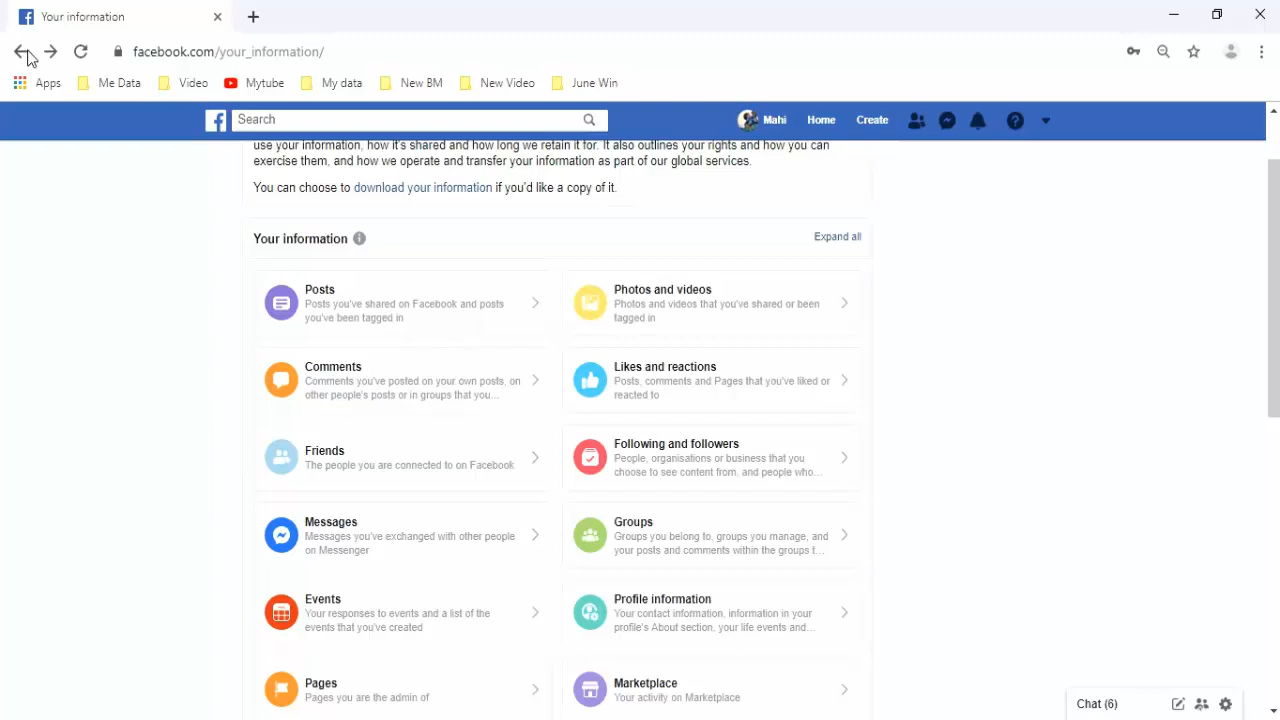 Your information
facebook.com/your_information/
Apps Me Data Video Mytube My data New BM New Video June Win
Search Mahi Home Create
use your information, how it's shared and how long we retain it for. It also outlines your rights and how you can
exercise them, and how we operate and transfer your information as part of our global services.
You can choose to download your information if you'd like a copy of it.
Your information Expand all
Posts
Posts you've shared on Facebook and posts
you've been tagged in
Photos and videos
Photos and videos that you've shared or been
tagged in
Comments
Comments you've posted on your own posts, on
other people's posts or in groups that you...
Likes and reactions
Posts, comments and Pages that you've liked or
reacted to
Friends
The people you are connected to on Facebook
Following and followers
People, organisations or business that you
choose to see content from, and people who...
Messages
Messages you've exchanged with other people
on Messenger
Groups
Groups you belong to, groups you manage, and
your posts and comments within the groups t...
Events
Your responses to events and a list of the
events that you've created
Profile information
Your contact information, information in your
profile's About section, your life events and...
Pages
Pages you are the admin of
Marketplace
Your activity on Marketplace
Chat (6)